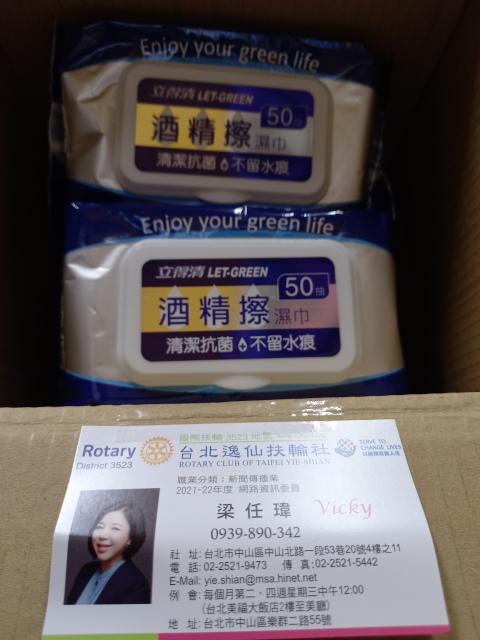 Enjoy your green life
立得清 LET-GREEN
50抽
酒精擦 濕巾
清潔抗菌 不留水痕
Enjoy your green life
立得清 LET-GREEN
50抽
酒精擦 濕巾
清潔抗菌 不留水痕
國際扶輪 3523 地區
Rotary
District 3523
台北逸仙扶輪社
ROTARY CLUB OF TAIPEI YIE-SHIAN
SERVE TO CHANGE LIVES
職業分類：新聞傳播業
2021-22年度 網路資訊委員
梁任瑋 Vicky
0939-890-342
社 址：台北市中山區中山北路一段53巷20號4樓之11
電 話：02-2521-9473 傳 真：02-2521-5442
E-Mail: yie.shian@msa.hinet.net
例 會：每個月第二、四週星期三中午12:00
(台北美福大飯店2樓至美廳)
地 址：台北市中山區樂群二路55號